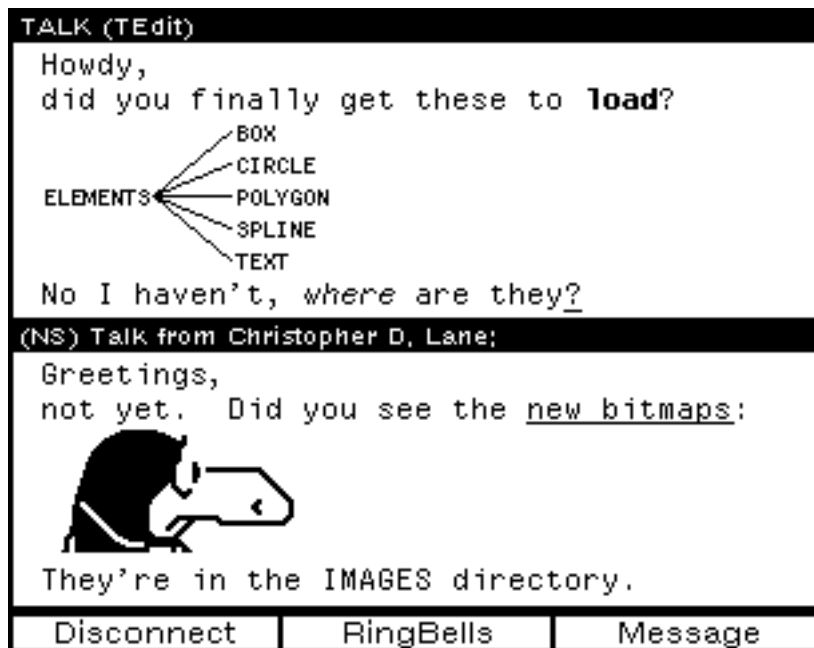 TALK (TEdit)
Howdy,
did you finally get these to load?
BOX
CIRCLE
ELEMENTS POLYGON
SPLINE
TEXT
No I haven't, where are they?
(NS) Talk from Christopher D. Lane:
Greetings,
not yet. Did you see the new bitmaps:
They're in the IMAGES directory.
Disconnect RingBells Message